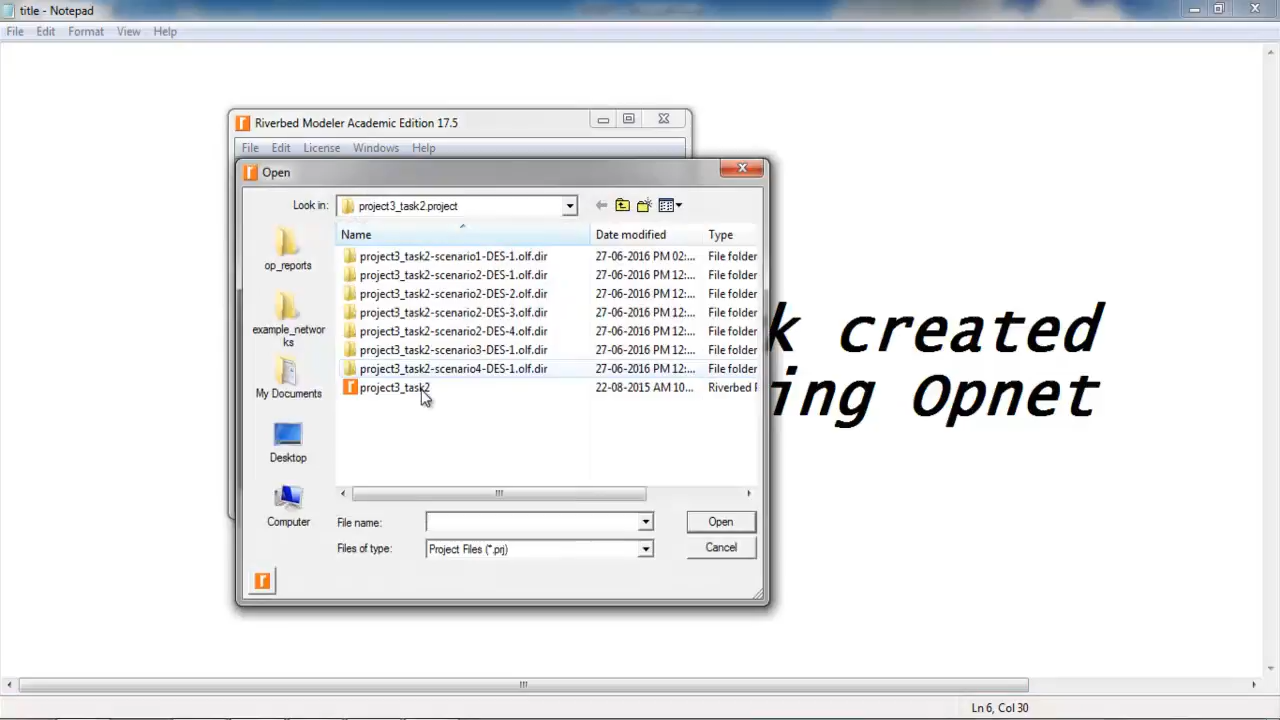 title - Notepad
File Edit Format View Help
Riverbed Modeler Academic Edition 17.5
File Edit License Windows Help
Open
Look in: project3_task2.project
Name Date modified Type
project3_task2-scenario1-DES-1.olf.dir 27-06-2016 PM 02:... File folder
project3_task2-scenario2-DES-1.olf.dir 27-06-2016 PM 12:... File folder
project3_task2-scenario2-DES-2.olf.dir 27-06-2016 PM 12:... File folder
project3_task2-scenario2-DES-3.olf.dir 27-06-2016 PM 12:... File folder
project3_task2-scenario2-DES-4.olf.dir 27-06-2016 PM 12:... File folder
project3_task2-scenario3-DES-1.olf.dir 27-06-2016 PM 12:... File folder
project3_task2-scenario4-DES-1.olf.dir 27-06-2016 PM 12:... File folder
project3_task2 22-08-2015 AM 10... Riverbed
op_reports
example_networ
ks
My Documents
Desktop
Computer
k created
ing Opnet
File name: Open
Files of type: Project Files (*.prj) Cancel
Ln 6, Col 30